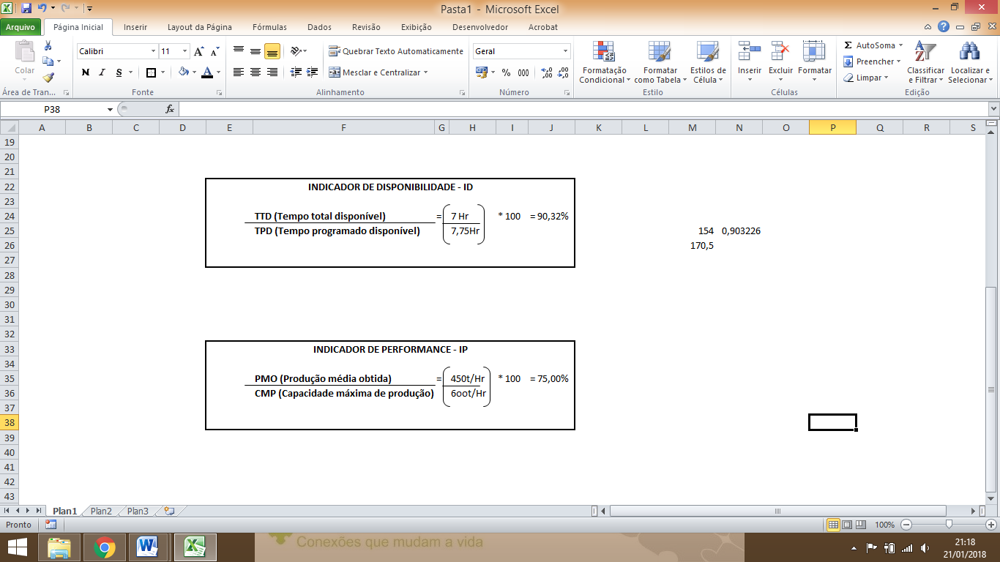 Pasta1 - Microsoft Excel
Arquivo Página Inicial Inserir Layout da Página Fórmulas Dados Revisão Exibição Desenvolvedor Acrobat
Colar
Calibri 11
N I S
Quebrar Texto Automaticamente
Mesclar e Centralizar
Geral
% 000
Formatação Condicional
Formatar como Tabela
Estilos de Célula
Inserir Excluir Formatar
Σ AutoSoma
Preencher
Limpar
Classificar e Filtrar
Localizar e Selecionar
Área de Tran... Fonte Alinhamento Número Estilo Células Edição
P38 fx
A B C D E F G H I J K L M N O P Q R S
19
20
21
22 INDICADOR DE DISPONIBILIDADE - ID
23
24 TTD (Tempo total disponível) = 7 Hr * 100 = 90,32%
25 TPD (Tempo programado disponível) 7,75Hr 154 0,903226
26 170,5
27
28
29
30
31
32
33 INDICADOR DE PERFORMANCE - IP
34
35 PMO (Produção média obtida) = 450t/Hr * 100 = 75,00%
36 CMP (Capacidade máxima de produção) 6oot/Hr
37
38
39
40
41
42
43
Plan1 Plan2 Plan3
Pronto 100%
Conexões que mudam a vida
21:18
21/01/2018